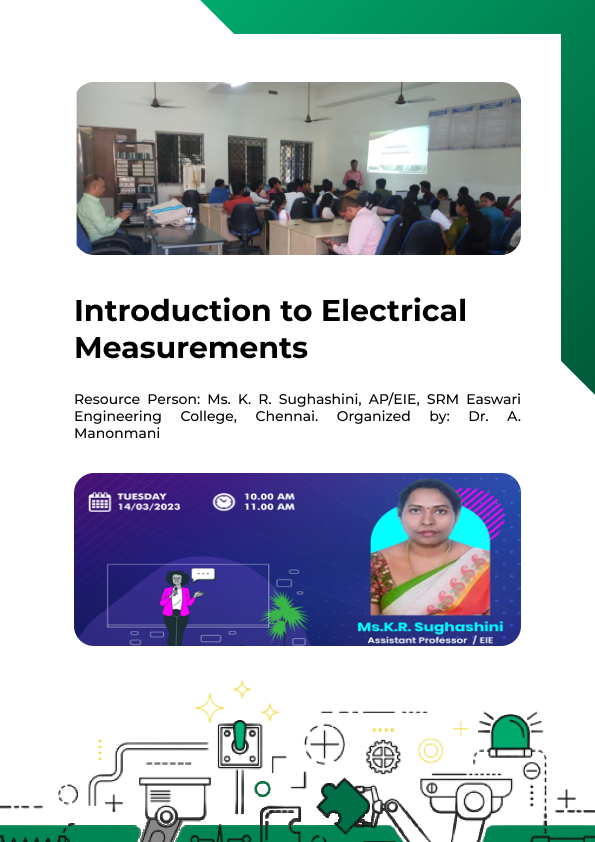 Introduction to Electrical
Measurements
Resource Person: Ms. K. R. Sughashini, AP/EIE, SRM Easwari
Engineering College, Chennai. Organized by: Dr. A.
Manonmani
TUESDAY
14/03/2023
10.00 AM
11.00 AM
Ms.K.R. Sughashini
Assistant Professor / EIE